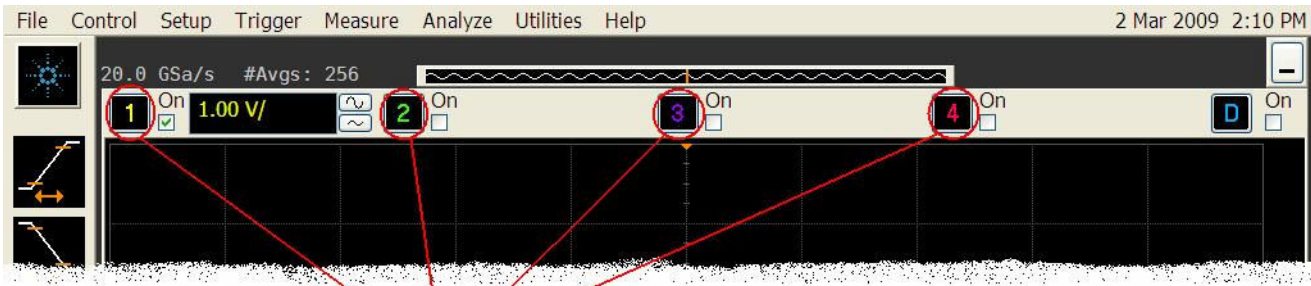 File Control Setup Trigger Measure Analyze Utilities Help 2 Mar 2009 2:10 PM
20.0 GSa/s #Avgs: 256
1 On 1.00 V/ 2 On 3 On 4 On D On